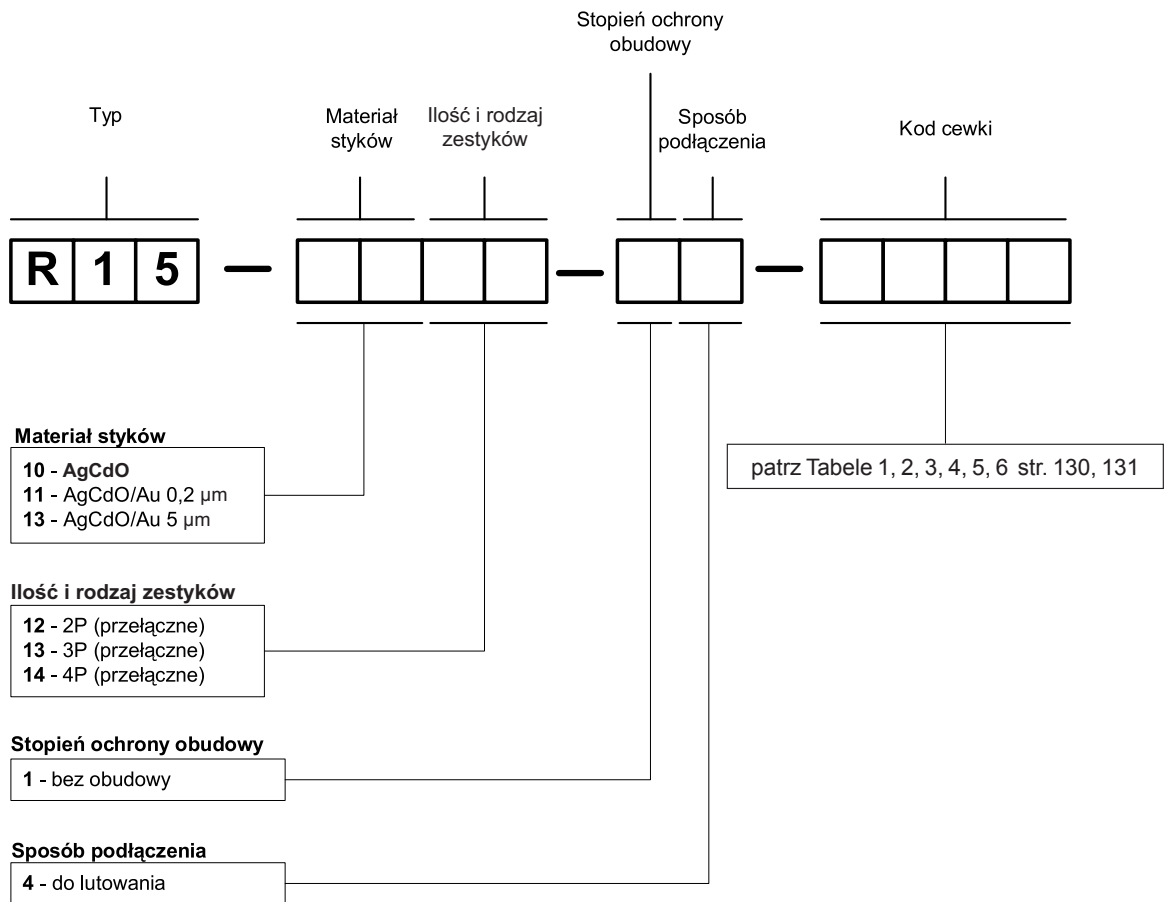 Stopień ochrony
obudowy
Typ
Materiał
styków
Ilość i rodzaj
zestyków
Sposób
podłączenia
Kod cewki
R 1 5 — — —
Materiał styków
10 - AgCdO
11 - AgCdO/Au 0,2 µm
13 - AgCdO/Au 5 µm
patrz Tabele 1, 2, 3, 4, 5, 6 str. 130, 131
Ilość i rodzaj zestyków
12 - 2P (przełączne)
13 - 3P (przełączne)
14 - 4P (przełączne)
Stopień ochrony obudowy
1 - bez obudowy
Sposób podłączenia
4 - do lutowania